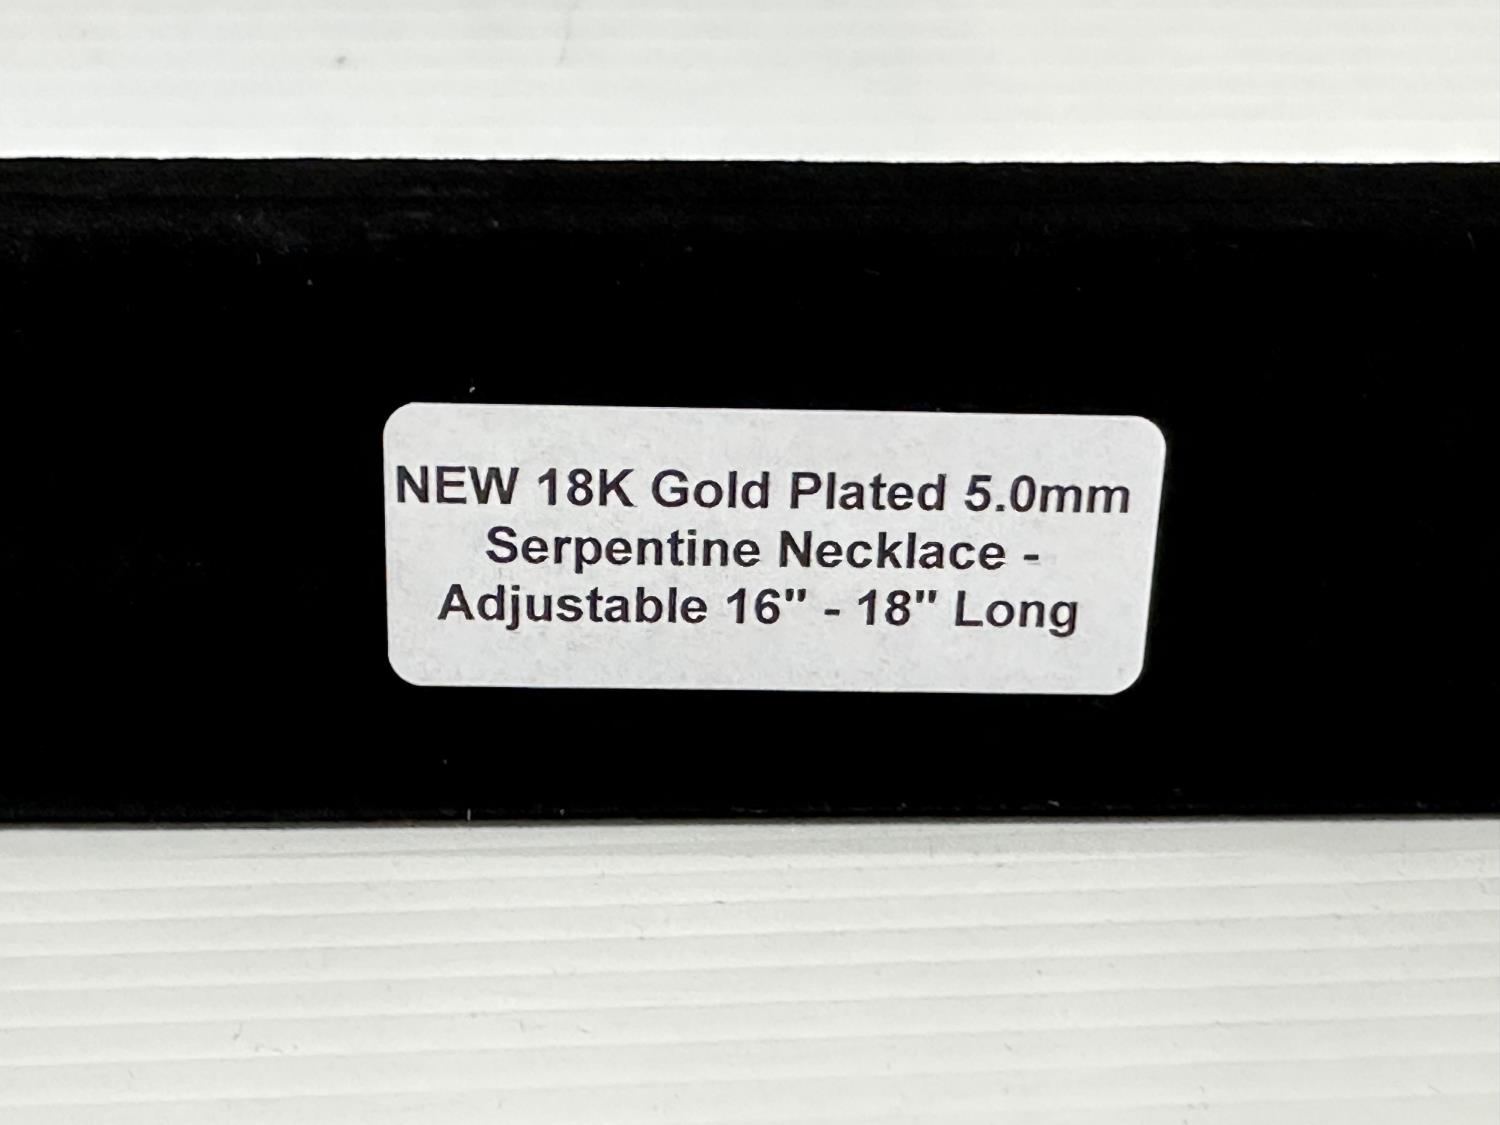 NEW 18K Gold Plated 5.0mm
Serpentine Necklace -
Adjustable 16" - 18" Long